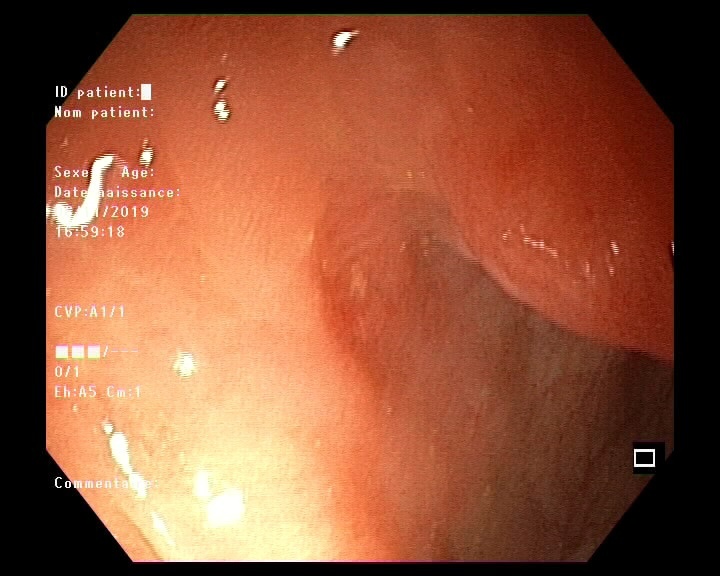 ID patient:
Nom patient:
Sexe Age:
Date naissance:
/2019
16:59:18
CVP:A1/1
/---
0/1
Eh:A5 Cm:1
Commentaire: